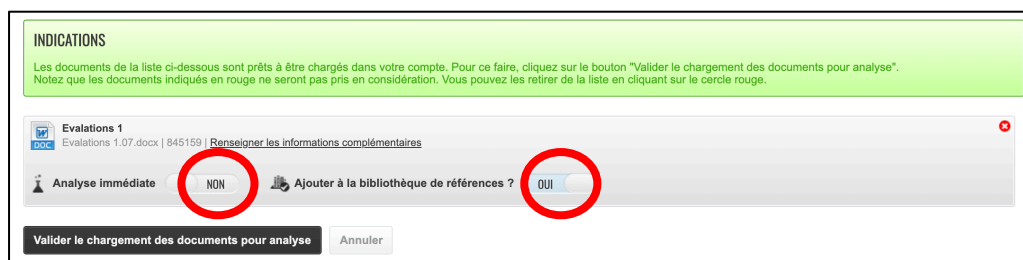 INDICATIONS
Les documents de la liste ci-dessous sont prêts à être chargés dans votre compte. Pour ce faire, cliquez sur le bouton "Valider le chargement des documents pour analyse".
Notez que les documents indiqués en rouge ne seront pas pris en considération. Vous pouvez les retirer de la liste en cliquant sur le cercle rouge.
Evalations 1
DOC Evalations 1.07.docx | 845159 | Renseigner les informations complémentaires
Analyse immédiate NON Ajouter à la bibliothèque de références ? OUI
Valider le chargement des documents pour analyse Annuler